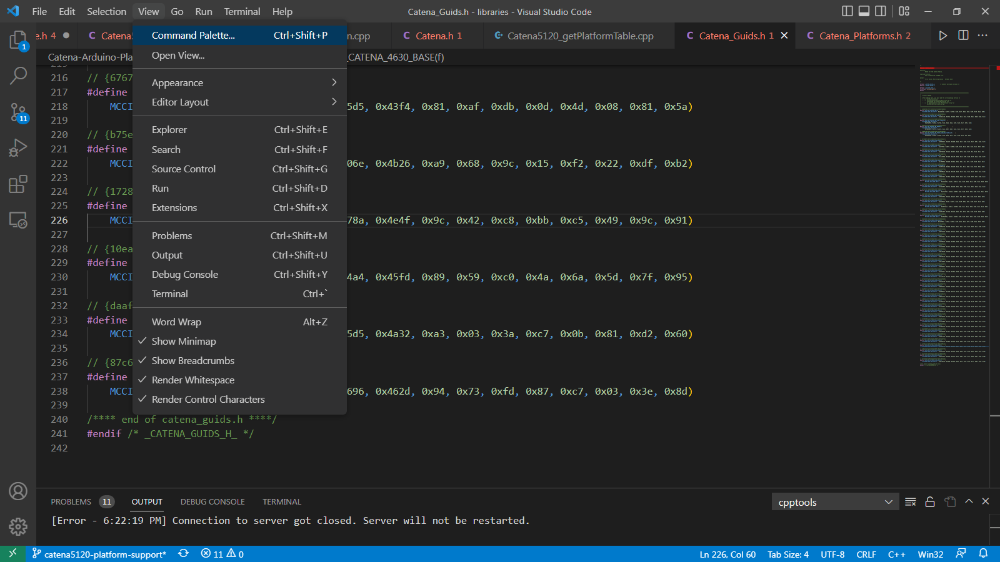 File Edit Selection View Go Run Terminal Help
Catena_Guids.h - libraries - Visual Studio Code
e.h 4
Catena
n.cpp
Catena.h 1
Catena5120_getPlatformTable.cpp
Catena_Guids.h 1
Catena_Platforms.h 2
Catena-Arduino-Pla
_CATENA_4630_BASE(f)
Command Palette... Ctrl+Shift+P
Open View...
Appearance
Editor Layout
Explorer Ctrl+Shift+E
Search Ctrl+Shift+F
Source Control Ctrl+Shift+G
Run Ctrl+Shift+D
Extensions Ctrl+Shift+X
Problems Ctrl+Shift+M
Output Ctrl+Shift+U
Debug Console Ctrl+Shift+Y
Terminal Ctrl+`
Word Wrap Alt+Z
Show Minimap
Show Breadcrumbs
Render Whitespace
Render Control Characters
216 // {6767
217 #define
218 MCCI 5d5, 0x43f4, 0x81, 0xaf, 0xdb, 0x0d, 0x4d, 0x08, 0x81, 0x5a)
219
220 // {b75e
221 #define
222 MCCI 06e, 0x4b26, 0xa9, 0x68, 0x9c, 0x15, 0xf2, 0x22, 0xdf, 0xb2)
223
224 // {1728
225 #define
226 MCCI 78a, 0x4e4f, 0x9c, 0x42, 0xc8, 0xbb, 0xc5, 0x49, 0x9c, 0x91)
227
228 // {10ea
229 #define
230 MCCI 4a4, 0x45fd, 0x89, 0x59, 0xc0, 0x4a, 0x6a, 0x5d, 0x7f, 0x95)
231
232 // {daaf
233 #define
234 MCCI 5d5, 0x4a32, 0xa3, 0x03, 0x3a, 0xc7, 0x0b, 0x81, 0xd2, 0x60)
235
236 // {87c6
237 #define
238 MCCI 696, 0x462d, 0x94, 0x73, 0xfd, 0x87, 0xc7, 0x03, 0x3e, 0x8d)
239
240 /**** end of catena_guids.h ****/
241 #endif /* _CATENA_GUIDS_H_ */
242
1
11
PROBLEMS 11 OUTPUT DEBUG CONSOLE TERMINAL
cpptools
[Error - 6:22:19 PM] Connection to server got closed. Server will not be restarted.
catena5120-platform-support* 11 0
Ln 226, Col 60 Tab Size: 4 UTF-8 CRLF C++ Win32